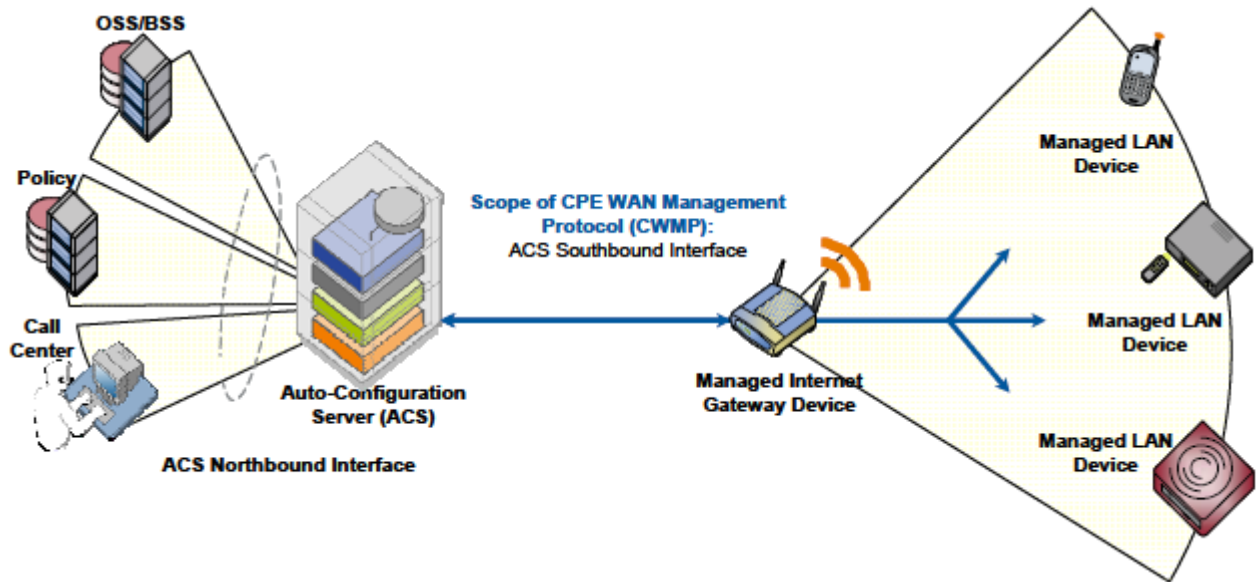 OSS/BSS
Policy
Call
Center
Auto-Configuration
Server (ACS)
ACS Northbound Interface
Scope of CPE WAN Management
Protocol (CWMP):
ACS Southbound Interface
Managed Internet
Gateway Device
Managed LAN
Device
Managed LAN
Device
Managed LAN
Device